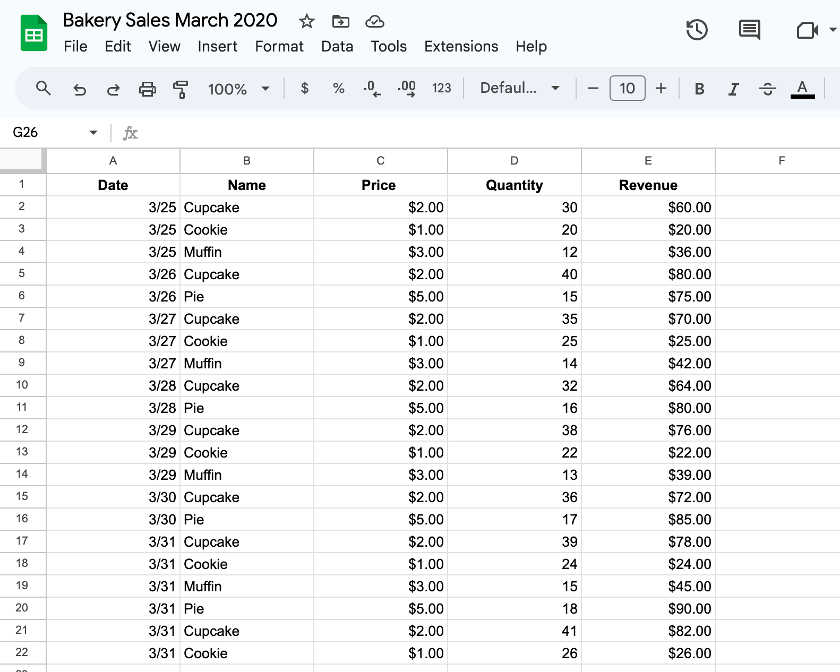 Bakery Sales March 2020
File Edit View Insert Format Data Tools Extensions Help
100% $ % .0 .00 123 Defaul... − 10 + B I S A
G26 fx
A B C D E F
1 Date Name Price Quantity Revenue
2 3/25 Cupcake $2.00 30 $60.00
3 3/25 Cookie $1.00 20 $20.00
4 3/25 Muffin $3.00 12 $36.00
5 3/26 Cupcake $2.00 40 $80.00
6 3/26 Pie $5.00 15 $75.00
7 3/27 Cupcake $2.00 35 $70.00
8 3/27 Cookie $1.00 25 $25.00
9 3/27 Muffin $3.00 14 $42.00
10 3/28 Cupcake $2.00 32 $64.00
11 3/28 Pie $5.00 16 $80.00
12 3/29 Cupcake $2.00 38 $76.00
13 3/29 Cookie $1.00 22 $22.00
14 3/29 Muffin $3.00 13 $39.00
15 3/30 Cupcake $2.00 36 $72.00
16 3/30 Pie $5.00 17 $85.00
17 3/31 Cupcake $2.00 39 $78.00
18 3/31 Cookie $1.00 24 $24.00
19 3/31 Muffin $3.00 15 $45.00
20 3/31 Pie $5.00 18 $90.00
21 3/31 Cupcake $2.00 41 $82.00
22 3/31 Cookie $1.00 26 $26.00